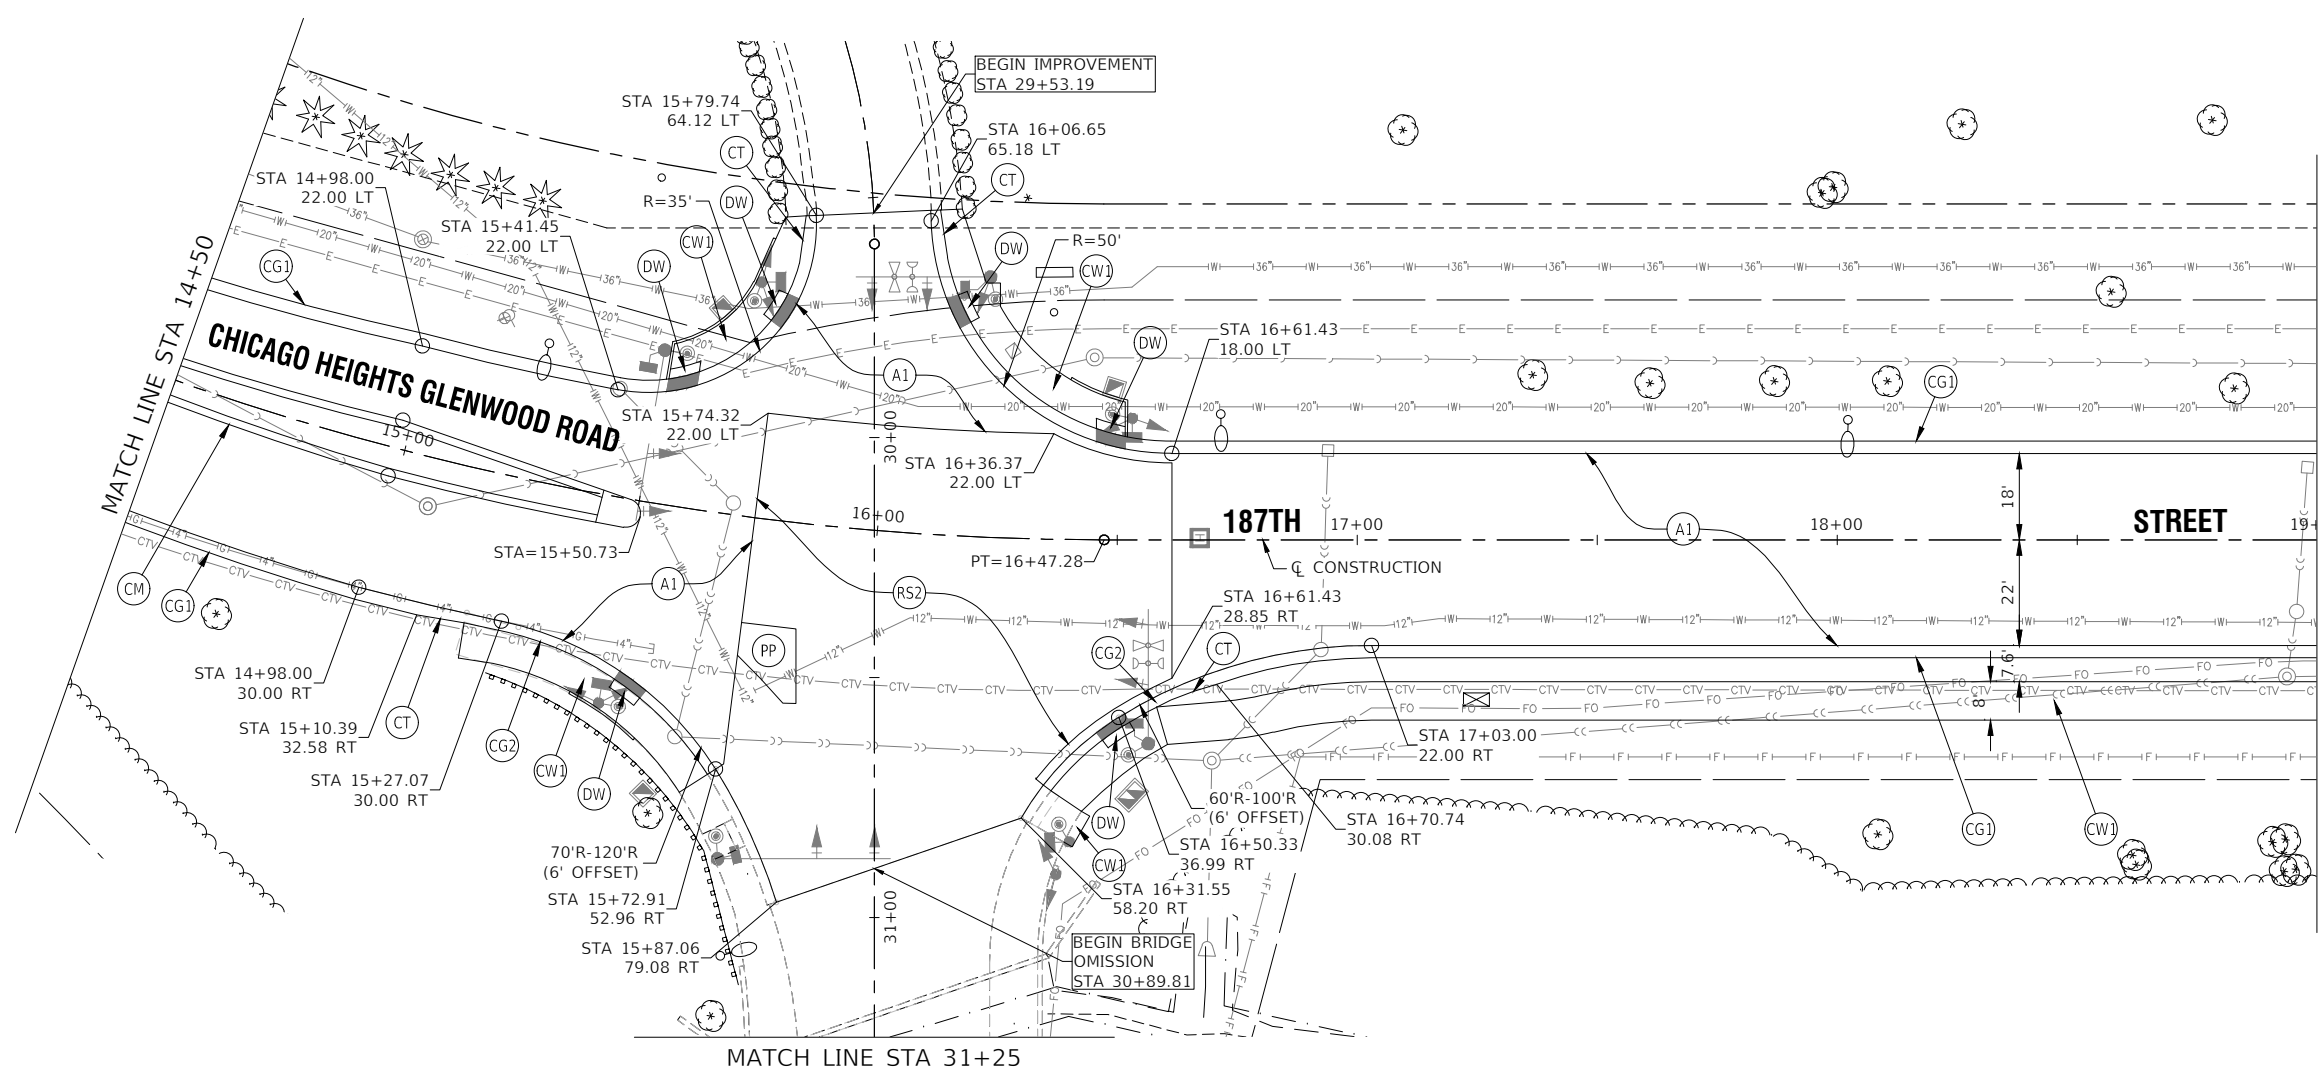 BEGIN IMPROVEMENT
STA 29+53.19
STA 15+79.74
64.12 LT
STA 16+06.65
65.18 LT
CT
CT
STA 14+98.00
22.00 LT
R=35'
DW
STA 15+41.45
22.00 LT
CW1
DW
R=50'
DW
CG1
DW
CW1
MATCH LINE STA 14+50
CHICAGO HEIGHTS GLENWOOD ROAD
STA 16+61.43
18.00 LT
DW
A1
CG1
STA 15+74.32
22.00 LT
15+00
30+00
STA 16+36.37
22.00 LT
18'
16+00
187TH
17+00
A1
18+00
STREET
19+
STA=15+50.73
PT=16+47.28
℄ CONSTRUCTION
CM
CG1
A1
RS2
22'
STA 16+61.43
28.85 RT
PP
CG2
CT
7.6'
STA 14+98.00
30.00 RT
8'
CT
STA 15+10.39
32.58 RT
CG2
STA 17+03.00
22.00 RT
CW1
STA 15+27.07
30.00 RT
DW
60'R-100'R
(6' OFFSET)
DW
STA 16+70.74
30.08 RT
CG1
CW1
STA 16+50.33
36.99 RT
70'R-120'R
(6' OFFSET)
CW1
STA 16+31.55
58.20 RT
STA 15+72.91
52.96 RT
31+00
STA 15+87.06
79.08 RT
BEGIN BRIDGE
OMISSION
STA 30+89.81
MATCH LINE STA 31+25